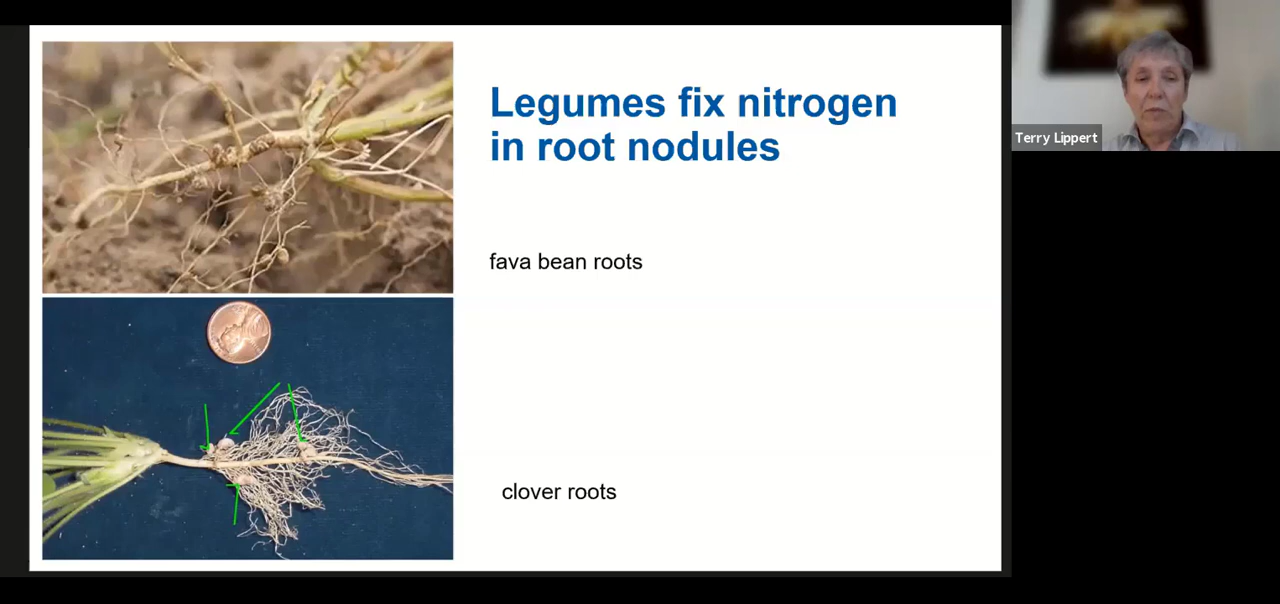 Legumes fix nitrogen
in root nodules
Terry Lippert
fava bean roots
clover roots